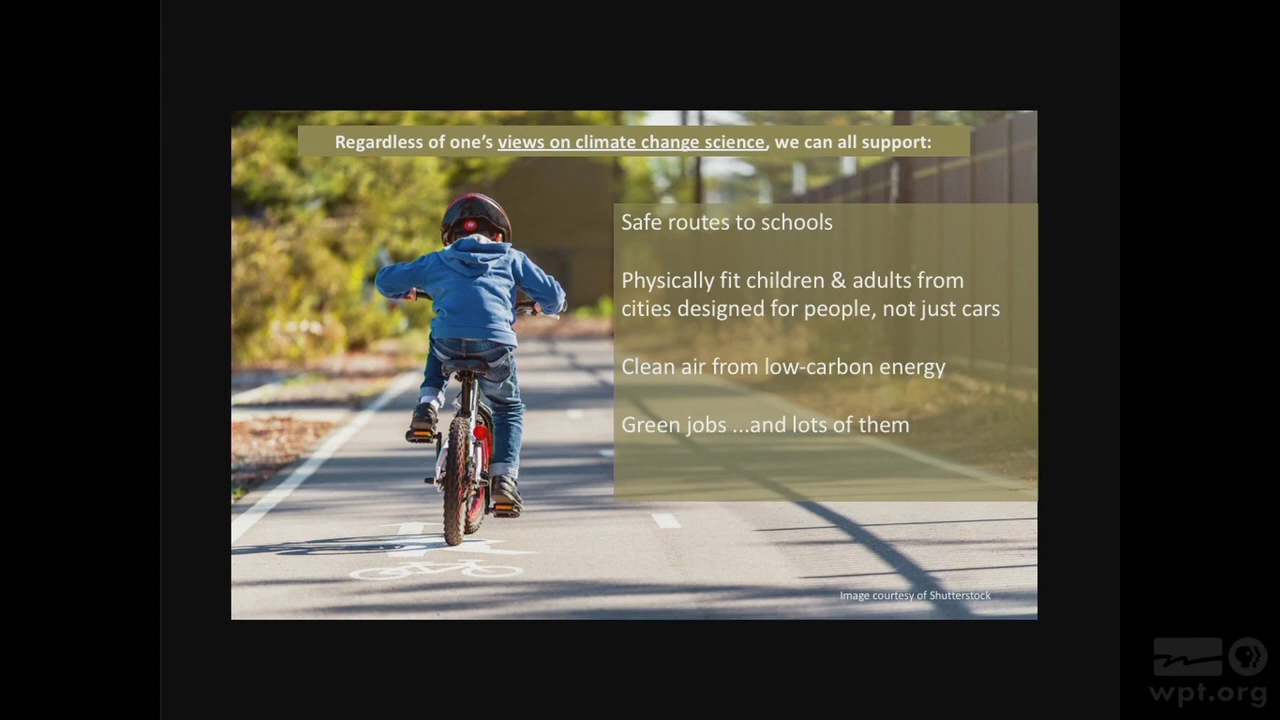 Regardless of one’s views on climate change science, we can all support:
Safe routes to schools
Physically fit children & adults from
cities designed for people, not just cars
Clean air from low-carbon energy
Green jobs ...and lots of them
Image courtesy of Shutterstock
wpt.org